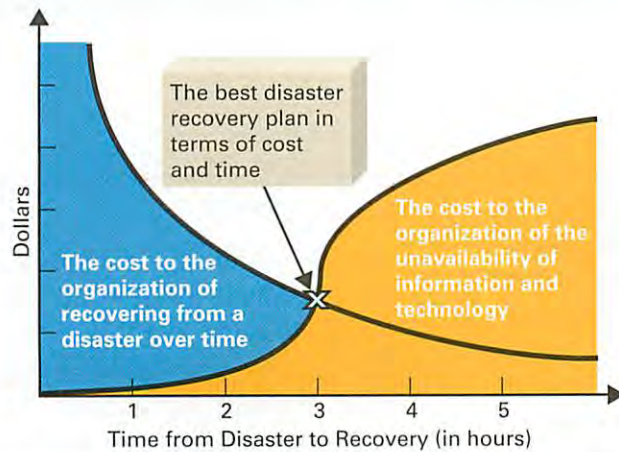 The best disaster
recovery plan in
terms of cost
and time
Dollars
The cost to the
organization of
recovering from a
disaster over time
The cost to the
organization of the
unavailability of
information and
technology
1
2
3
4
5
Time from Disaster to Recovery (in hours)